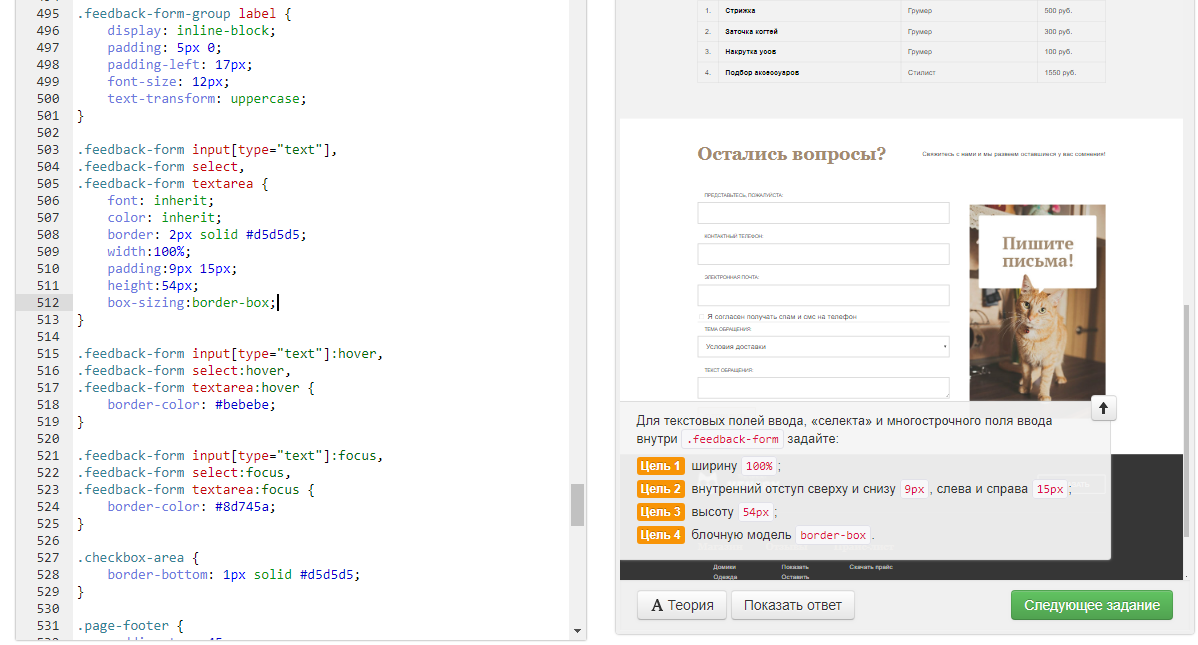 495 .feedback-form-group label {
496 display: inline-block;
497 padding: 5px 0;
498 padding-left: 17px;
499 font-size: 12px;
500 text-transform: uppercase;
501 }
502
503 .feedback-form input[type="text"],
504 .feedback-form select,
505 .feedback-form textarea {
506 font: inherit;
507 color: inherit;
508 border: 2px solid #d5d5d5;
509 width:100%;
510 padding:9px 15px;
511 height:54px;
512 box-sizing:border-box;
513 }
514
515 .feedback-form input[type="text"]:hover,
516 .feedback-form select:hover,
517 .feedback-form textarea:hover {
518 border-color: #bebebe;
519 }
520
521 .feedback-form input[type="text"]:focus,
522 .feedback-form select:focus,
523 .feedback-form textarea:focus {
524 border-color: #8d745a;
525 }
526
527 .checkbox-area {
528 border-bottom: 1px solid #d5d5d5;
529 }
530
531 .page-footer {
1. Стрижка Грумер 500 руб.
2. Заточка когтей Грумер 300 руб.
3. Накрутка усов Грумер 100 руб.
4. Подбор аксессуаров Стилист 1550 руб.
Остались вопросы?
Свяжитесь с нами и мы развеем оставшиеся у вас сомнения!
ПРЕДСТАВЬТЕСЬ, ПОЖАЛУЙСТА:
КОНТАКТНЫЙ ТЕЛЕФОН:
ЭЛЕКТРОННАЯ ПОЧТА:
Я согласен получать спам и смс на телефон
ТЕМА ОБРАЩЕНИЯ:
Условия доставки
ТЕКСТ ОБРАЩЕНИЯ:
Пишите
письма!
Для текстовых полей ввода, «селекта» и многострочного поля ввода
внутри .feedback-form задайте:
Цель 1 ширину 100% ;
Цель 2 внутренний отступ сверху и снизу 9px , слева и справа 15px ;
Цель 3 высоту 54px ;
Цель 4 блочную модель border-box .
Домики Показать Скачать прайс
Одежда Оставить
A Теория
Показать ответ
Следующее задание